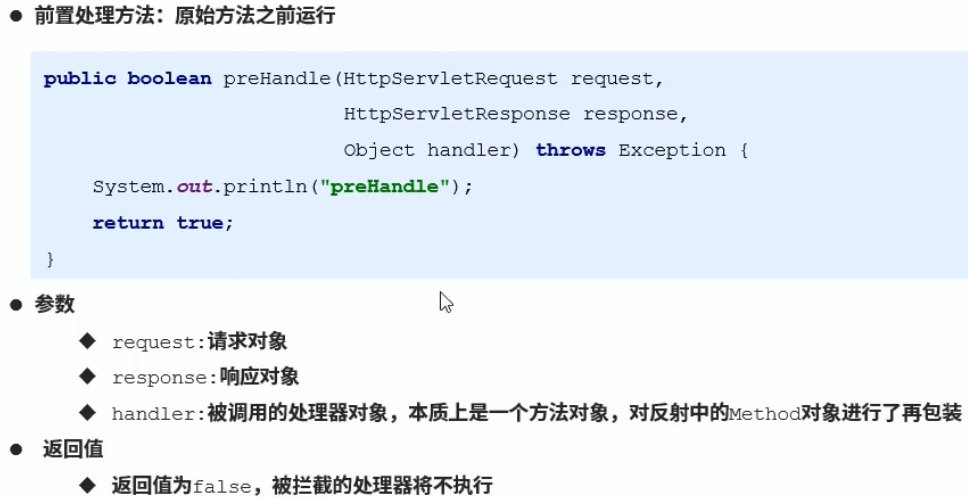 ● 前置处理方法：原始方法之前运行
public boolean preHandle(HttpServletRequest request,
HttpServletResponse response,
Object handler) throws Exception {
System.out.println("preHandle");
return true;
}
● 参数
◆ request:请求对象
◆ response:响应对象
◆ handler:被调用的处理器对象，本质上是一个方法对象，对反射中的Method对象进行了再包装
● 返回值
◆ 返回值为false，被拦截的处理器将不执行